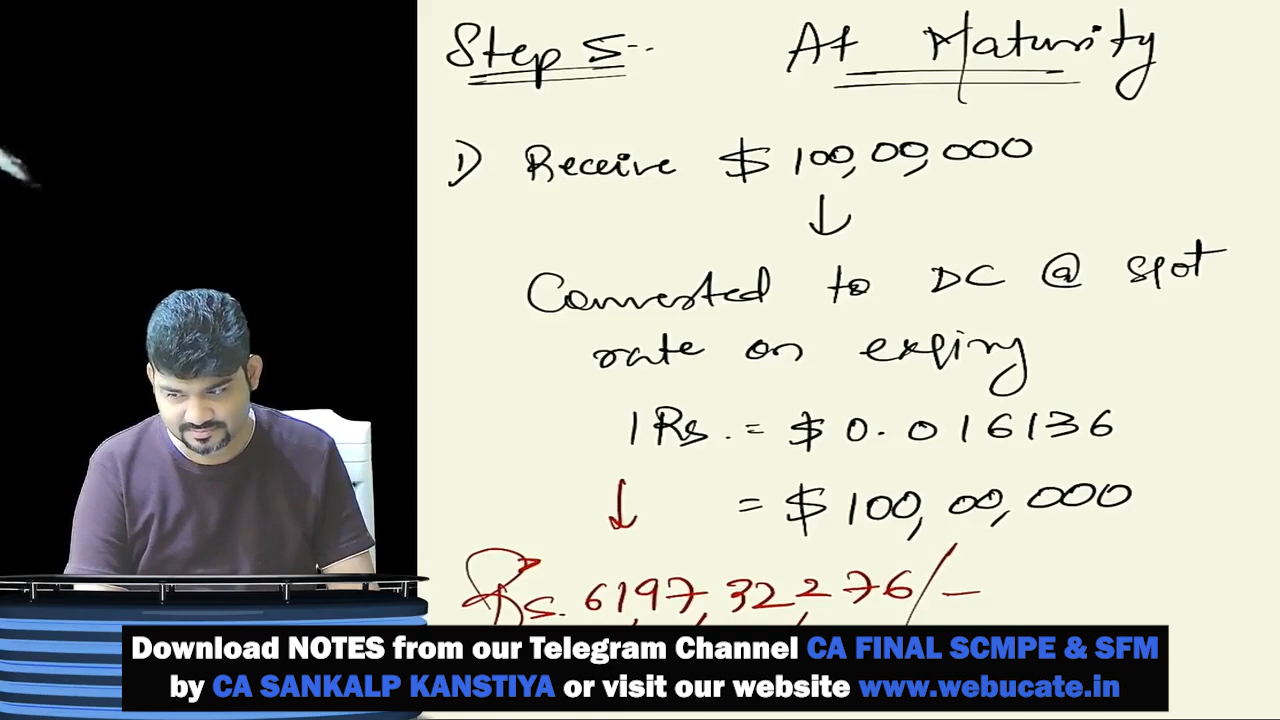 Step 5:- At Maturity
1) Receive $ 100,00,000
↓
Converted to DC @ spot
rate on expiry
1 Rs. = $ 0.016136
↓ = $ 100,00,000
Rs. 6197,32,276/-
Download NOTES from our Telegram Channel CA FINAL SCMPE & SFM
by CA SANKALP KANSTIYA or visit our website www.webucate.in